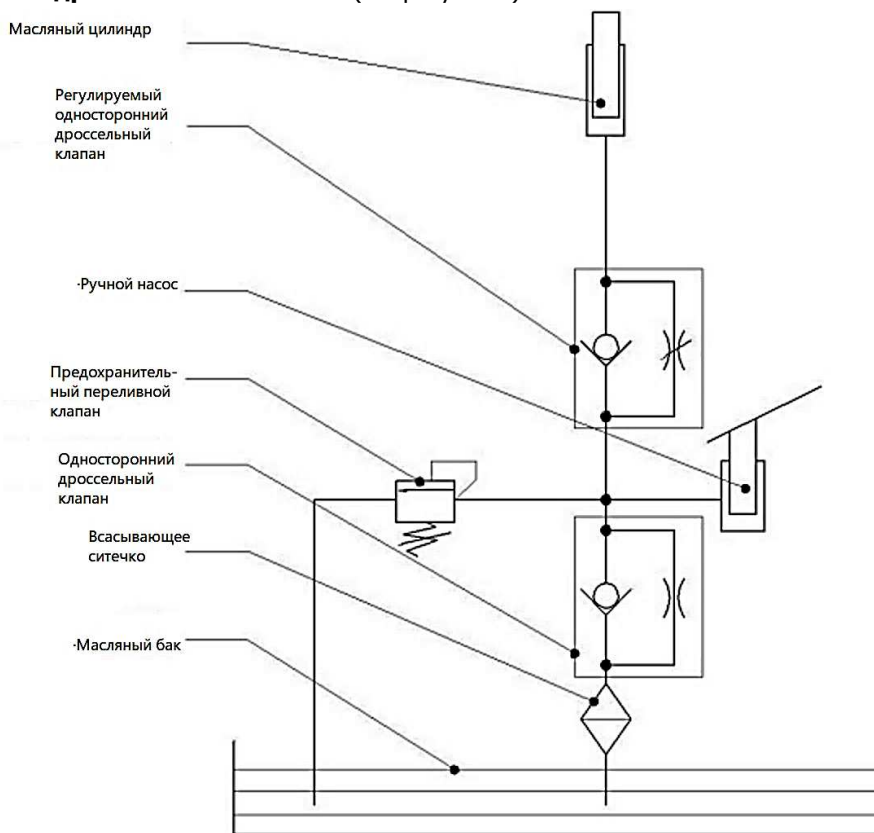 Масляный цилиндр
Регулируемый
односторонний
дроссельный
клапан
·Ручной насос
Предохранитель-
ный переливной
клапан
Односторонний
дроссельный
клапан
Всасывающее
ситечко
·Масляный бак